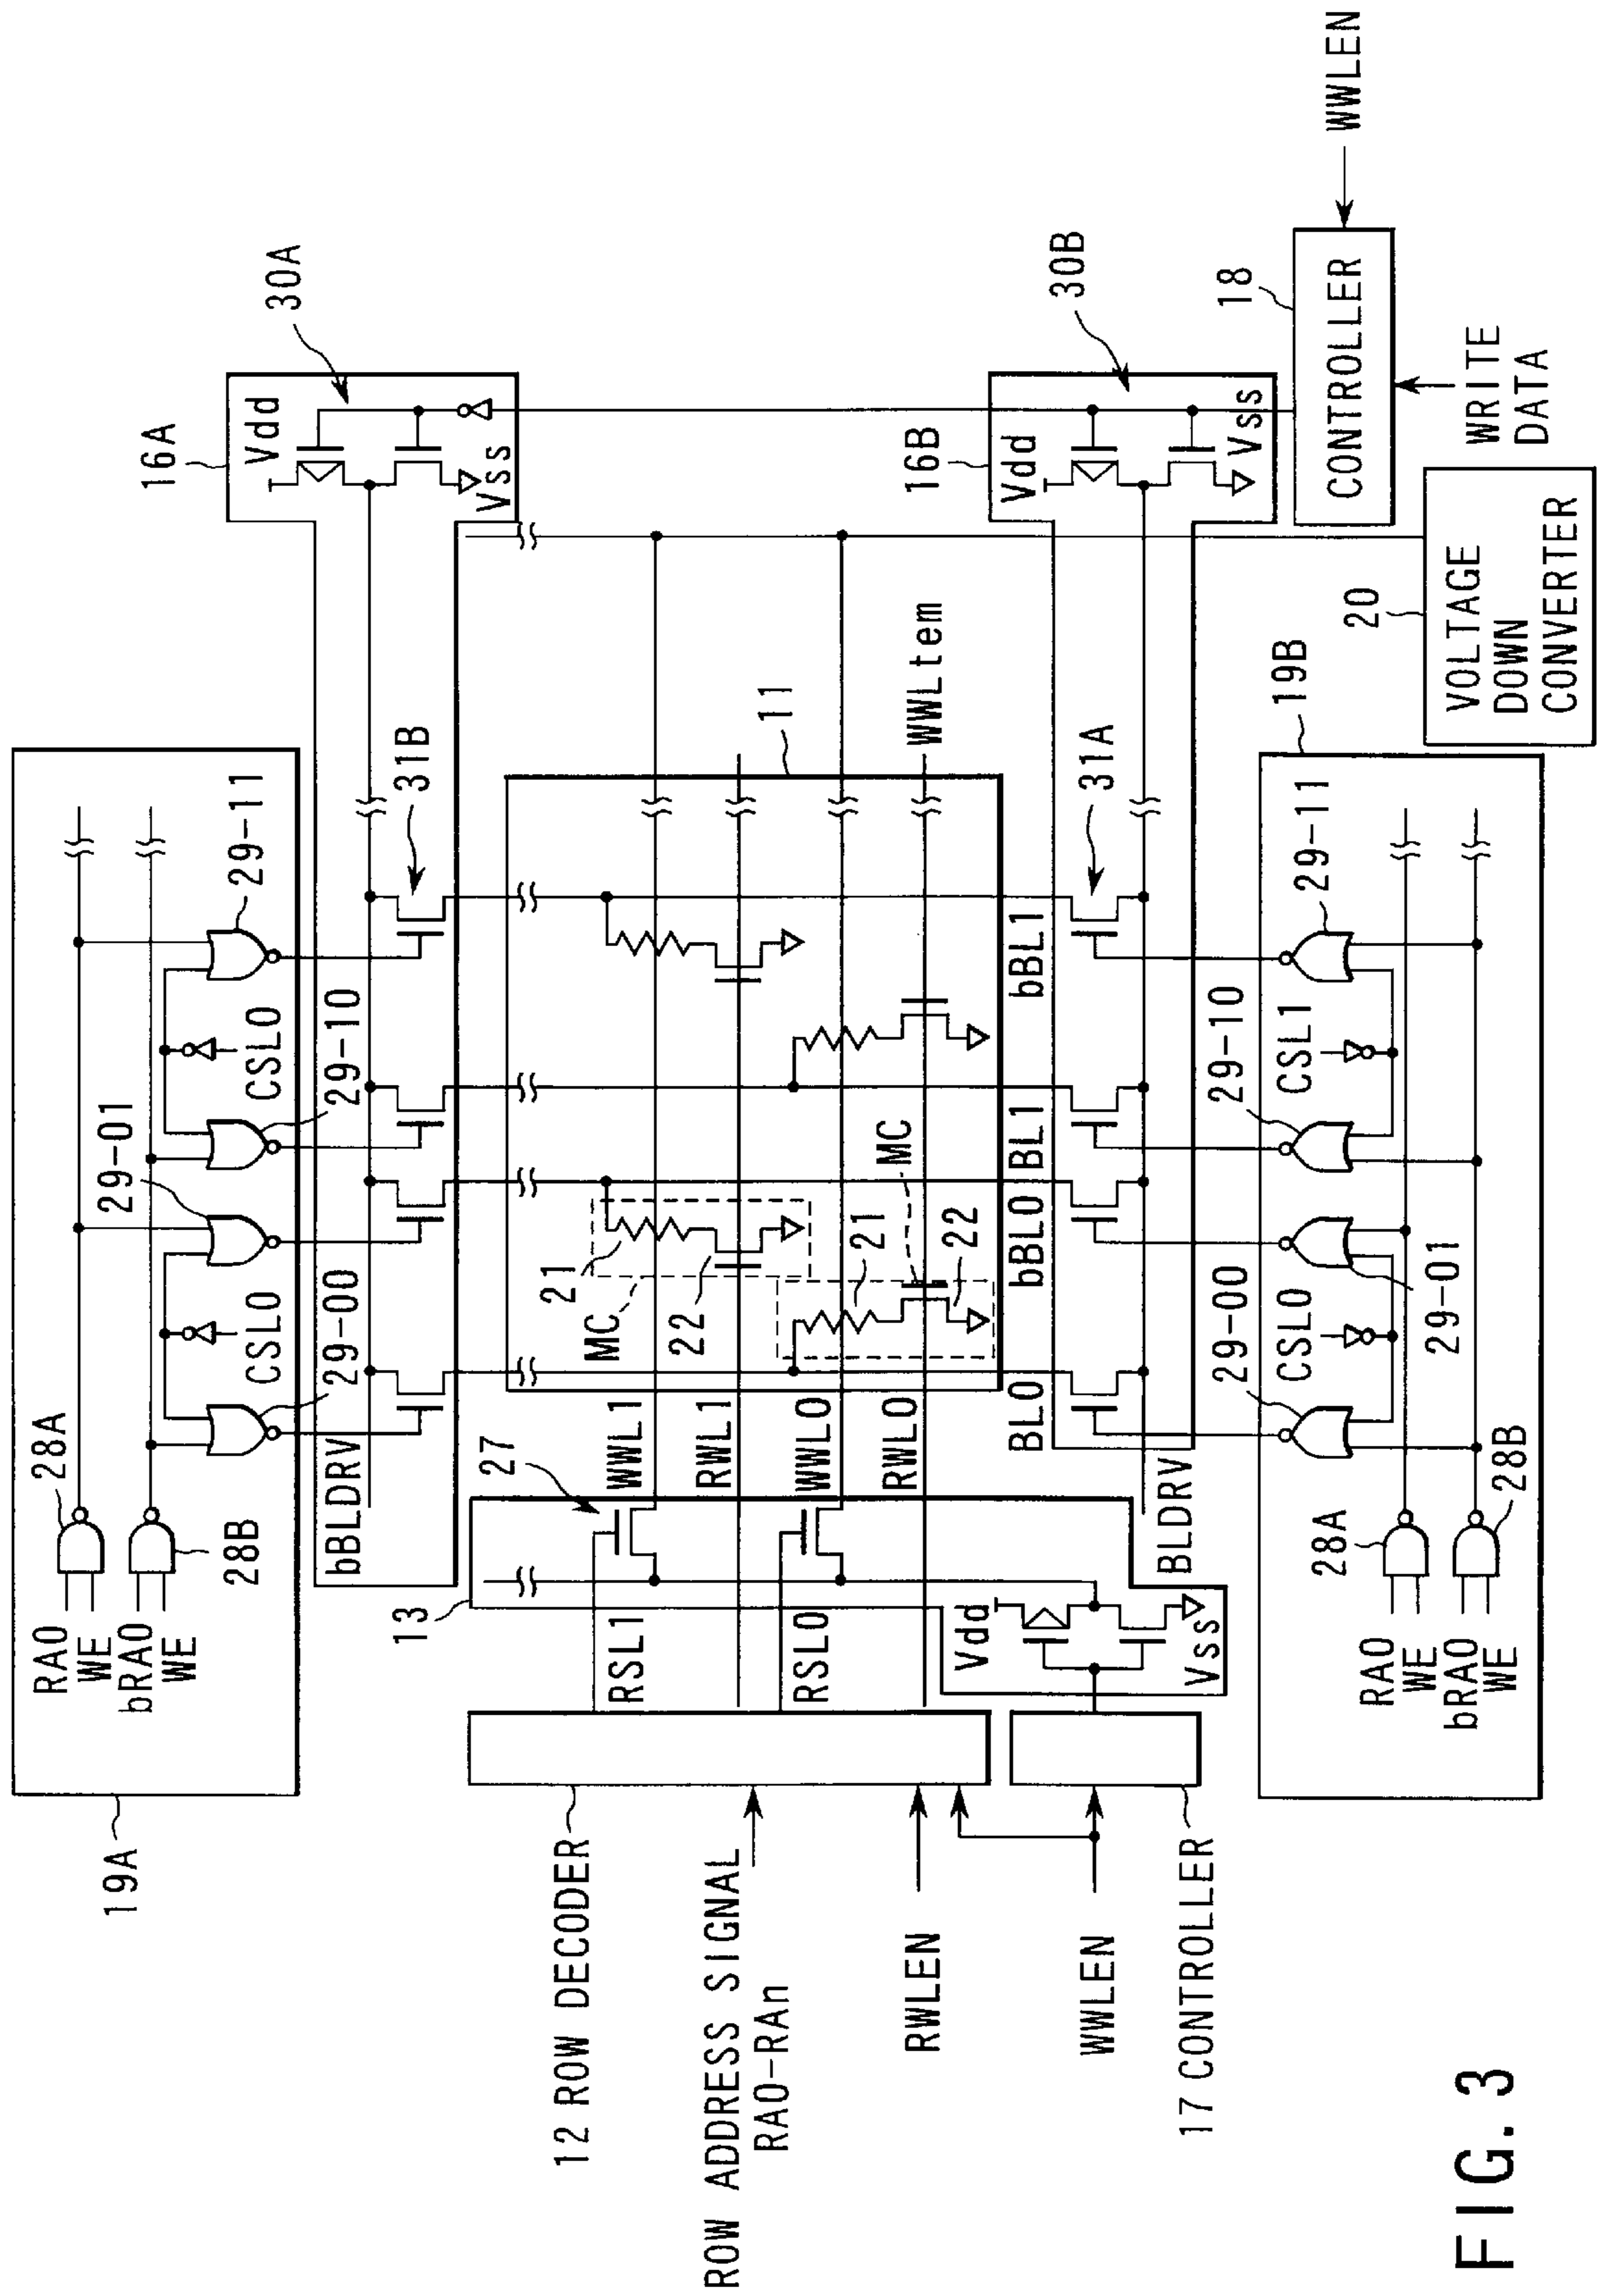 19A
RA0
WE
bRA0
WE
28A
28B
29-00
CSL0
29-01
29-10
CSL0
29-11
bBLDRV
31B
16A
Vdd
Vss
30A
13
27
RSL1
WWL1
RWL1
RSL0
WWL0
RWL0
Vdd
Vss
MC
21
22
21
MC
22
11
WWLtem
BL0
bBL0
BL1
bBL1
31A
BLDRV
16B
Vdd
Vss
30B
12 ROW DECODER
ROW ADDRESS SIGNAL
RA0-RAn
RWLEN
WWLEN
17 CONTROLLER
18
CONTROLLER
WWLEN
WRITE
DATA
20
VOLTAGE
DOWN
CONVERTER
19B
28A
RA0
WE
bRA0
WE
28B
29-00
CSL0
29-01
29-10
CSL1
29-11
FIG. 3